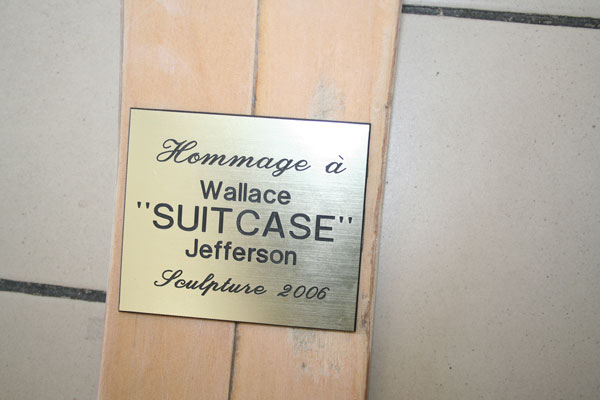 Hommage à
Wallace
"SUITCASE"
Jefferson
Sculpture 2006